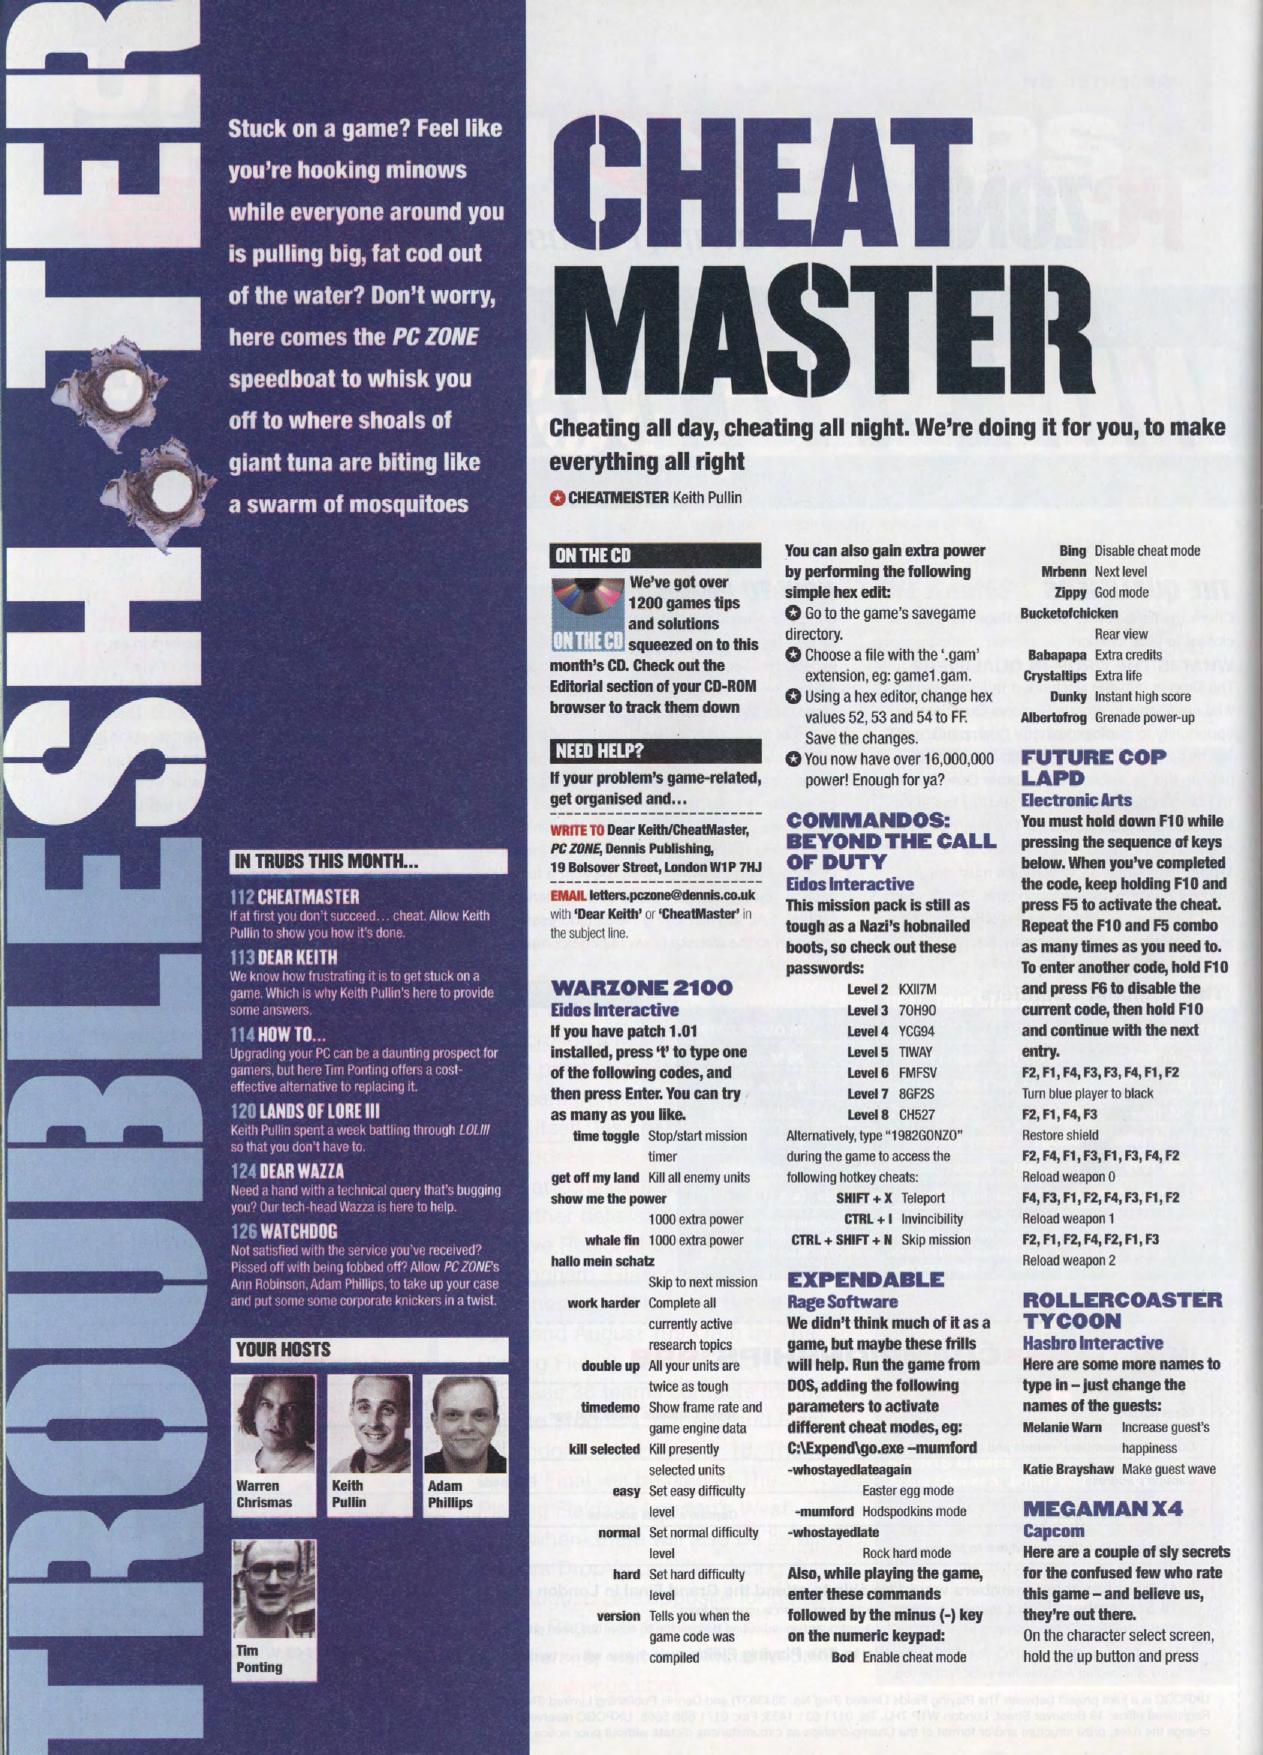 TROUBLESHOOTER
Stuck on a game? Feel like
you're hooking minows
while everyone around you
is pulling big, fat cod out
of the water? Don't worry,
here comes the PC ZONE
speedboat to whisk you
off to where shoals of
giant tuna are biting like
a swarm of mosquitoes
IN TRUBS THIS MONTH...
112 CHEATMASTER
If at first you don't succeed... cheat. Allow Keith
Pullin to show you how it's done.
113 DEAR KEITH
We know how frustrating it is to get stuck on a
game. Which is why Keith Pullin's here to provide
some answers.
114 HOW TO...
Upgrading your PC can be a daunting prospect for
gamers, but here Tim Ponting offers a cost-
effective alternative to replacing it.
120 LANDS OF LORE III
Keith Pullin spent a week battling through LOLIII
so that you don't have to.
124 DEAR WAZZA
Need a hand with a technical query that's bugging
you? Our tech-head Wazza is here to help.
126 WATCHDOG
Not satisfied with the service you've received?
Pissed off with being fobbed off? Allow PC ZONE's
Ann Robinson, Adam Phillips, to take up your case
and put some some corporate knickers in a twist.
YOUR HOSTS
Warren
Chrismas
Keith
Pullin
Adam
Phillips
Tim
Ponting
CHEAT
MASTER
Cheating all day, cheating all night. We're doing it for you, to make
everything all right
CHEATMEISTER Keith Pullin
ON THE CD
ON THE CD
We've got over
1200 games tips
and solutions
squeezed on to this
month's CD. Check out the
Editorial section of your CD-ROM
browser to track them down
NEED HELP?
If your problem's game-related,
get organised and...
WRITE TO Dear Keith/CheatMaster,
PC ZONE, Dennis Publishing,
19 Bolsover Street, London W1P 7HJ
EMAIL letters.pczone@dennis.co.uk
with 'Dear Keith' or 'CheatMaster' in
the subject line.
WARZONE 2100
Eidos Interactive
If you have patch 1.01
installed, press 't' to type one
of the following codes, and
then press Enter. You can try
as many as you like.
time toggle Stop/start mission
timer
get off my land Kill all enemy units
show me the power
1000 extra power
whale fin 1000 extra power
hallo mein schatz
Skip to next mission
work harder Complete all
currently active
research topics
double up All your units are
twice as tough
timedemo Show frame rate and
game engine data
kill selected Kill presently
selected units
easy Set easy difficulty
level
normal Set normal difficulty
level
hard Set hard difficulty
level
version Tells you when the
game code was
compiled
You can also gain extra power
by performing the following
simple hex edit:
Go to the game's savegame
directory.
Choose a file with the '.gam'
extension, eg: game1.gam.
Using a hex editor, change hex
values 52, 53 and 54 to FF.
Save the changes.
You now have over 16,000,000
power! Enough for ya?
COMMANDOS:
BEYOND THE CALL
OF DUTY
Eidos Interactive
This mission pack is still as
tough as a Nazi's hobnailed
boots, so check out these
passwords:
Level 2 KXII7M
Level 3 70H90
Level 4 YCG94
Level 5 TIWAY
Level 6 FMFSV
Level 7 8GF2S
Level 8 CH527
Alternatively, type "1982GONZO"
during the game to access the
following hotkey cheats:
SHIFT + X Teleport
CTRL + I Invincibility
CTRL + SHIFT + N Skip mission
EXPENDABLE
Rage Software
We didn't think much of it as a
game, but maybe these frills
will help. Run the game from
DOS, adding the following
parameters to activate
different cheat modes, eg:
C:\Expend\go.exe –mumford
-whostayedlateagain
Easter egg mode
-mumford Hodspodkins mode
-whostayedlate
Rock hard mode
Also, while playing the game,
enter these commands
followed by the minus (-) key
on the numeric keypad:
Bod Enable cheat mode
Bing Disable cheat mode
Mrbenn Next level
Zippy God mode
Bucketofchicken
Rear view
Babapapa Extra credits
Crystaltips Extra life
Dunky Instant high score
Albertofrog Grenade power-up
FUTURE COP
LAPD
Electronic Arts
You must hold down F10 while
pressing the sequence of keys
below. When you've completed
the code, keep holding F10 and
press F5 to activate the cheat.
Repeat the F10 and F5 combo
as many times as you need to.
To enter another code, hold F10
and press F6 to disable the
current code, then hold F10
and continue with the next
entry.
F2, F1, F4, F3, F3, F4, F1, F2
Turn blue player to black
F2, F1, F4, F3
Restore shield
F2, F4, F1, F3, F1, F3, F4, F2
Reload weapon 0
F4, F3, F1, F2, F4, F3, F1, F2
Reload weapon 1
F2, F1, F2, F4, F2, F1, F3
Reload weapon 2
ROLLERCOASTER
TYCOON
Hasbro Interactive
Here are some more names to
type in – just change the
names of the guests:
Melanie Warn Increase guest's
happiness
Katie Brayshaw Make guest wave
MEGAMAN X4
Capcom
Here are a couple of sly secrets
for the confused few who rate
this game – and believe us,
they're out there.
On the character select screen,
hold the up button and press